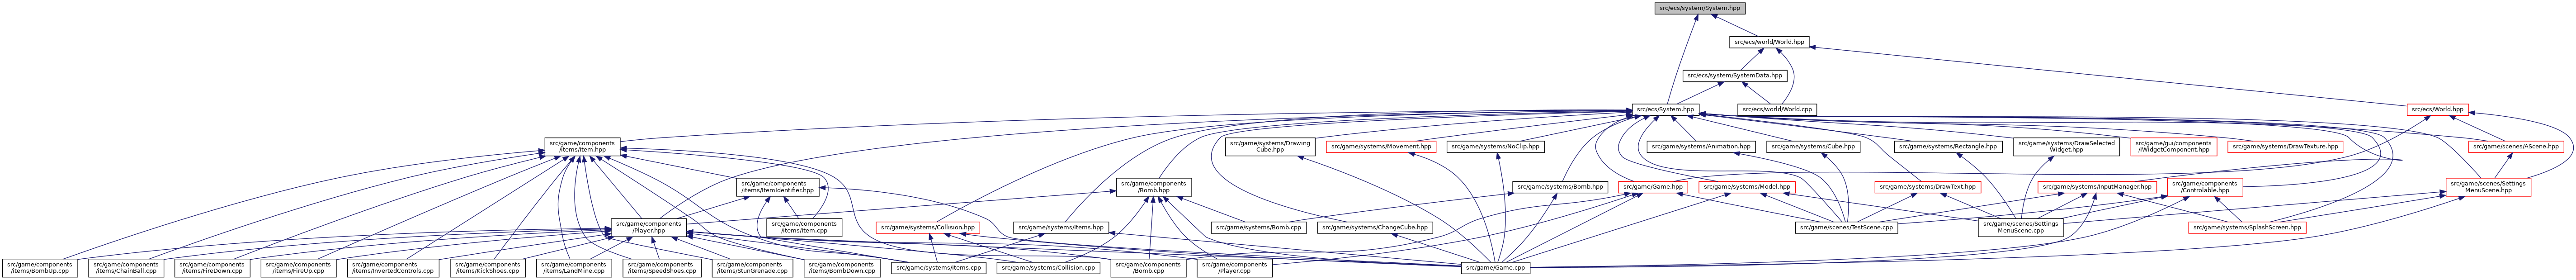 src/ecs/system/System.hpp
src/ecs/world/World.hpp
src/ecs/system/SystemData.hpp
src/ecs/System.hpp
src/ecs/world/World.cpp
src/ecs/World.hpp
src/game/components
/items/Item.hpp
src/game/systems/Drawing
Cube.hpp
src/game/systems/Movement.hpp
src/game/systems/NoClip.hpp
src/game/systems/Animation.hpp
src/game/systems/Cube.hpp
src/game/systems/Rectangle.hpp
src/game/systems/DrawSelected
Widget.hpp
src/game/gui/components
/IWidgetComponent.hpp
src/game/systems/DrawTexture.hpp
src/game/scenes/AScene.hpp
src/game/components
/items/ItemIdentifier.hpp
src/game/components
/Bomb.hpp
src/game/systems/Bomb.hpp
src/game/Game.hpp
src/game/systems/Model.hpp
src/game/systems/DrawText.hpp
src/game/systems/InputManager.hpp
src/game/components
/Controlable.hpp
src/game/scenes/Settings
MenuScene.hpp
src/game/components
/Player.hpp
src/game/components
/items/Item.cpp
src/game/systems/Collision.hpp
src/game/systems/Items.hpp
src/game/systems/Bomb.cpp
src/game/systems/ChangeCube.hpp
src/game/scenes/TestScene.cpp
src/game/scenes/Settings
MenuScene.cpp
src/game/systems/SplashScreen.hpp
src/game/components
/items/BombUp.cpp
src/game/components
/items/ChainBall.cpp
src/game/components
/items/FireDown.cpp
src/game/components
/items/FireUp.cpp
src/game/components
/items/InvertedControls.cpp
src/game/components
/items/KickShoes.cpp
src/game/components
/items/LandMine.cpp
src/game/components
/items/SpeedShoes.cpp
src/game/components
/items/StunGrenade.cpp
src/game/components
/items/BombDown.cpp
src/game/systems/Items.cpp
src/game/systems/Collision.cpp
src/game/components
/Bomb.cpp
src/game/components
/Player.cpp
src/game/Game.cpp